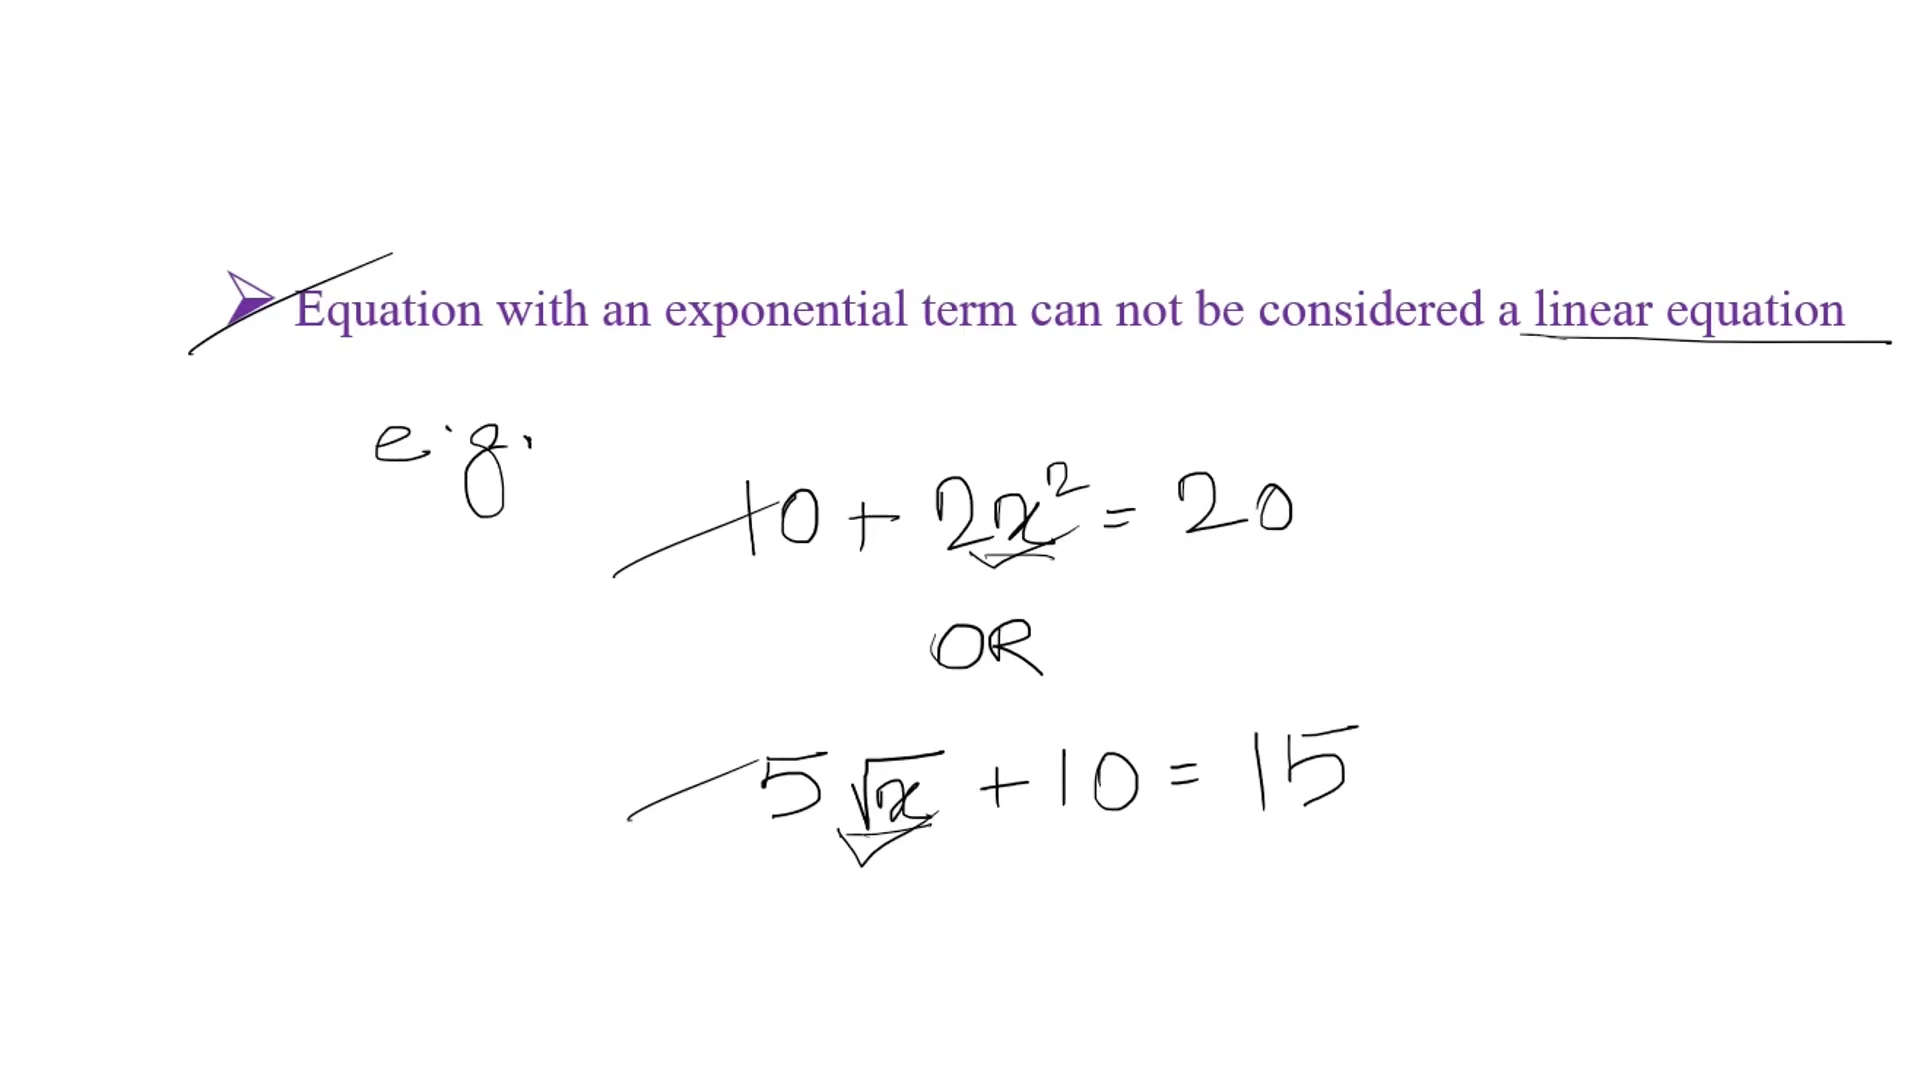 Equation with an exponential term can not be considered a linear equation
e.g.
10 + 2x² = 20
OR
5√x + 10 = 15